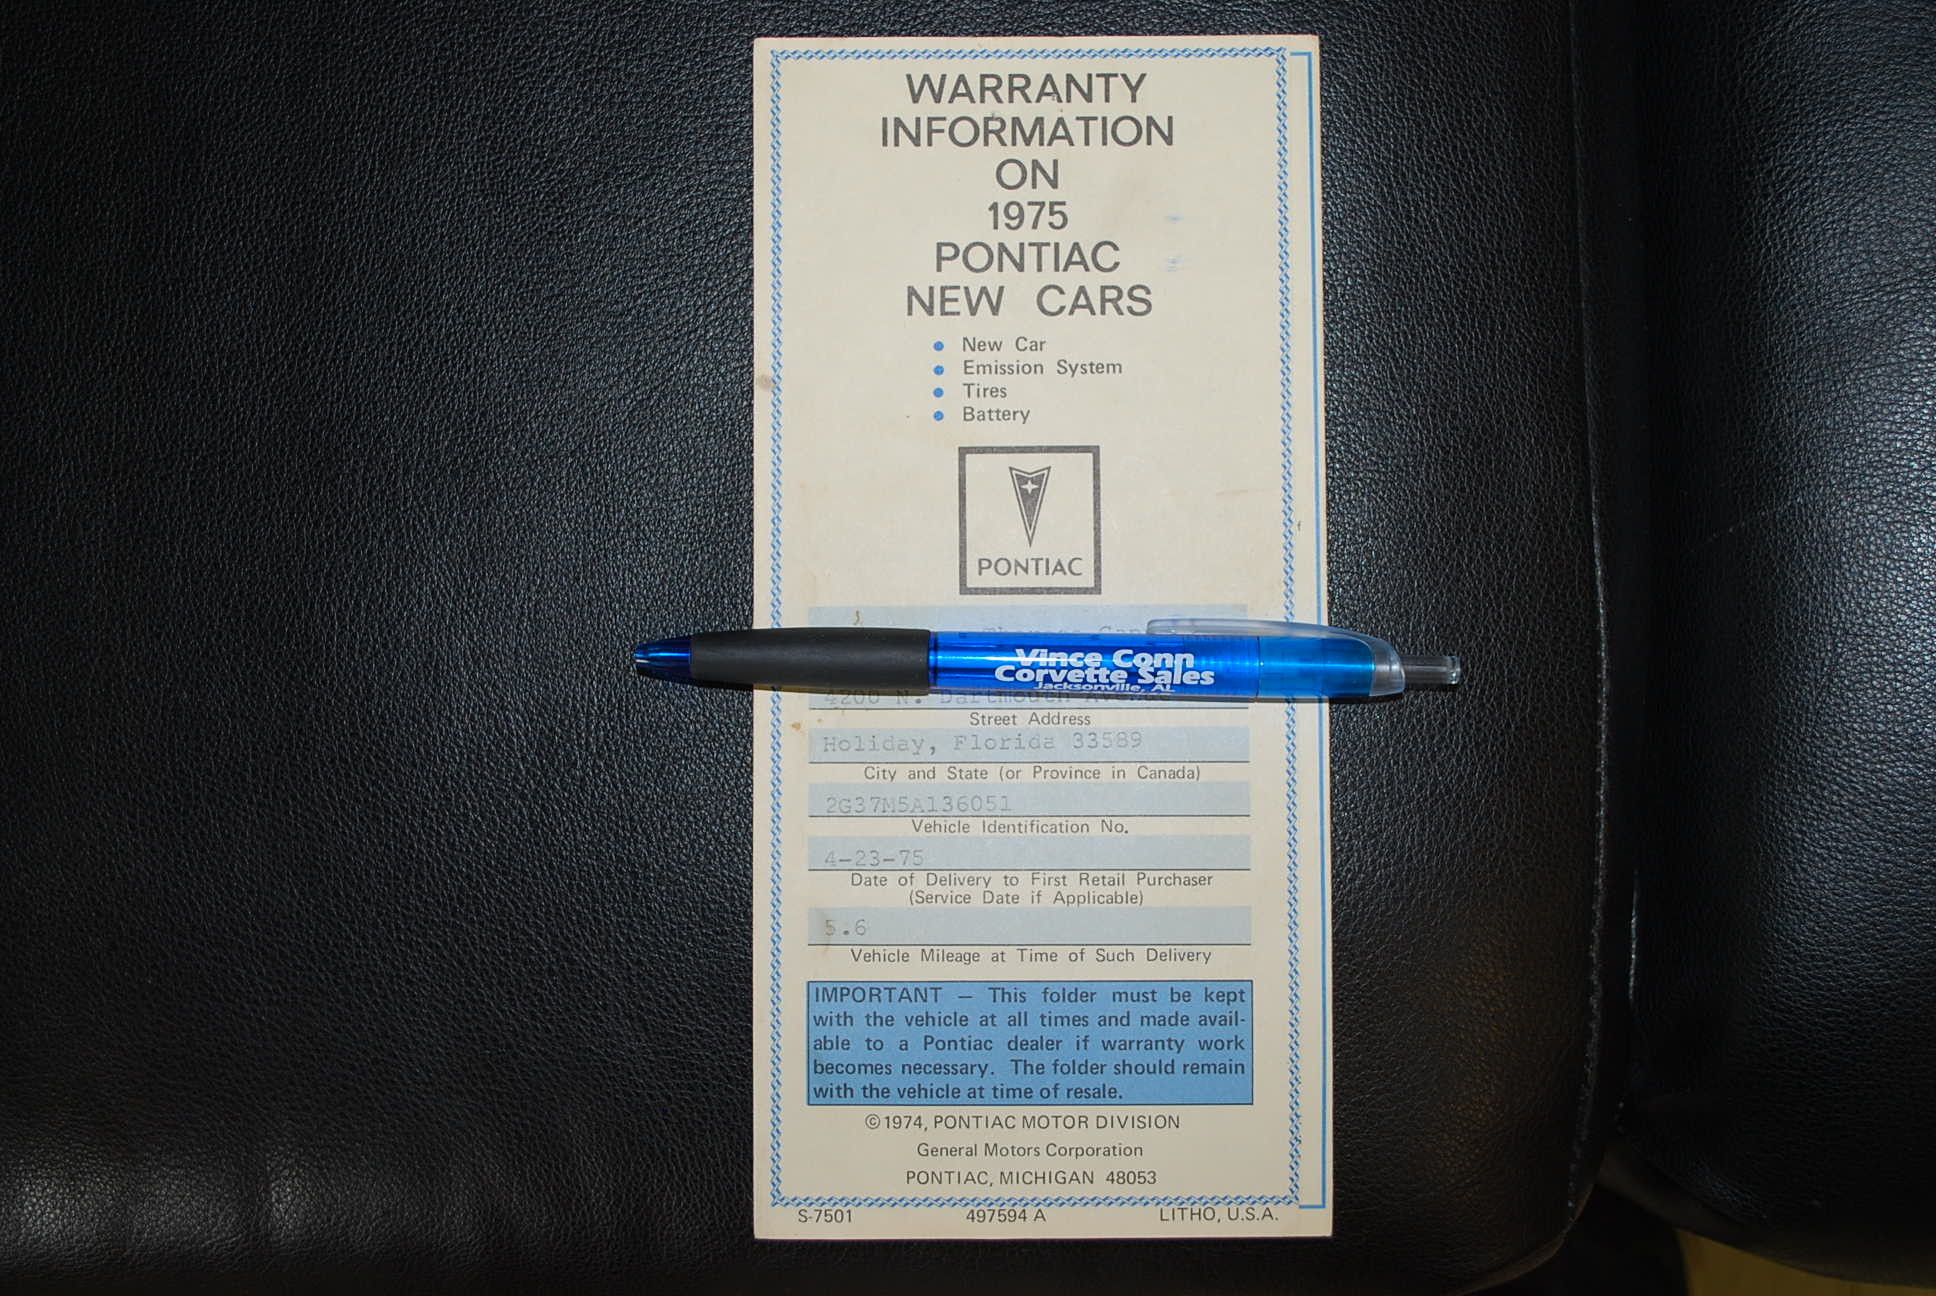 WARRANTY
INFORMATION
ON
1975
PONTIAC
NEW CARS
• New Car
• Emission System
• Tires
• Battery
PONTIAC
Vince Conn
Corvette Sales
Jacksonville, AL
4200 N. Dartmouth
Street Address
Holiday, Florida 33589
City and State (or Province in Canada)
2G37M5A136051
Vehicle Identification No.
4-23-75
Date of Delivery to First Retail Purchaser
(Service Date if Applicable)
5.6
Vehicle Mileage at Time of Such Delivery
IMPORTANT — This folder must be kept
with the vehicle at all times and made avail-
able to a Pontiac dealer if warranty work
becomes necessary. The folder should remain
with the vehicle at time of resale.
©1974, PONTIAC MOTOR DIVISION
General Motors Corporation
PONTIAC, MICHIGAN 48053
S-7501 497594 A LITHO, U.S.A.